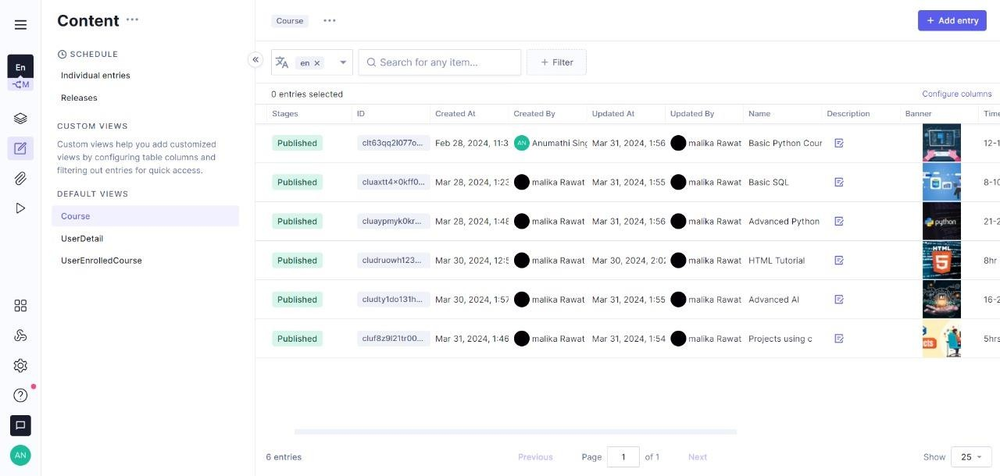 Content
Course
+ Add entry
SCHEDULE
Individual entries
Releases
CUSTOM VIEWS
Custom views help you add customized
views by configuring table columns and
filtering out entries for quick access.
DEFAULT VIEWS
Course
UserDetail
UserEnrolledCourse
En
M
AN
en
Search for any item...
+ Filter
0 entries selected
Configure columns
Stages ID Created At Created By Updated At Updated By Name Description Banner Time
Published clt63qq2l077o... Feb 28, 2024, 11:3 AN Anumathi Sing Mar 31, 2024, 1:56 malika Rawat Basic Python Cour 12-1
Published Mar 28, 2024, 1:23 malika Rawat Mar 31, 2024, 1:55 malika Rawat Basic SQL 8-10
Published cluaypmyk0kr... Mar 28, 2024, 1:48 malika Rawat Mar 31, 2024, 1:56 malika Rawat Advanced Python python 21-2
Published Mar 30, 2024, 12:5 malika Rawat Mar 30, 2024, 2:02 malika Rawat HTML Tutorial HTML 5 8hr
Published cludty1do131h... Mar 30, 2024, 1:57 malika Rawat Mar 31, 2024, 1:55 malika Rawat Advanced AI 16-2
Published cluf8z9l21tr00... Mar 31, 2024, 1:46 malika Rawat Mar 31, 2024, 1:54 malika Rawat Projects using c cts 5hrs
6 entries
Previous Page 1 of 1 Next
Show 25